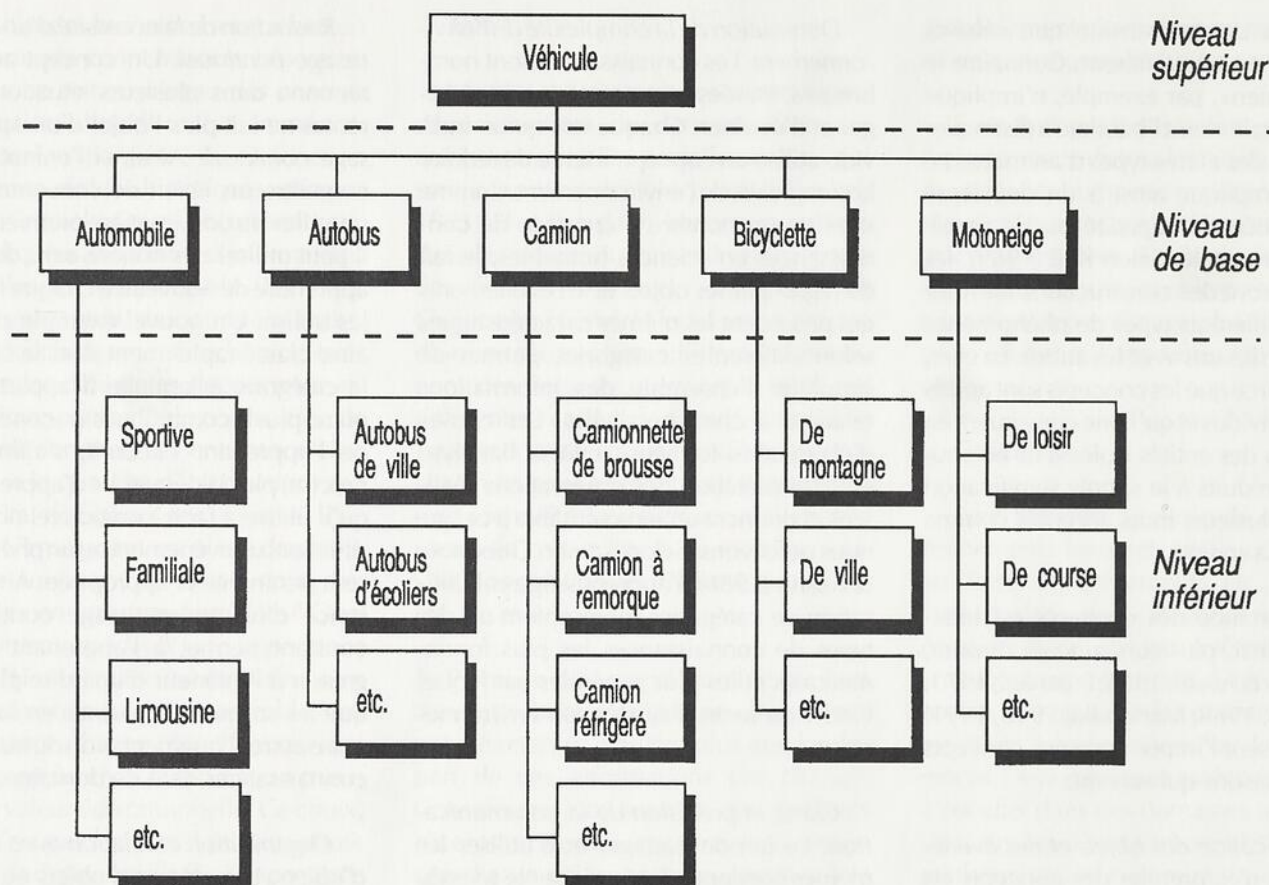 Véhicule
Niveau
supérieur
Automobile
Autobus
Camion
Bicyclette
Motoneige
Niveau
de base
Sportive
Autobus
de ville
Camionnette
de brousse
De
montagne
De loisir
Familiale
Autobus
d'écoliers
Camion à
remorque
De ville
De course
Niveau
inférieur
Limousine
etc.
Camion
réfrigéré
etc.
etc.
etc.
etc.